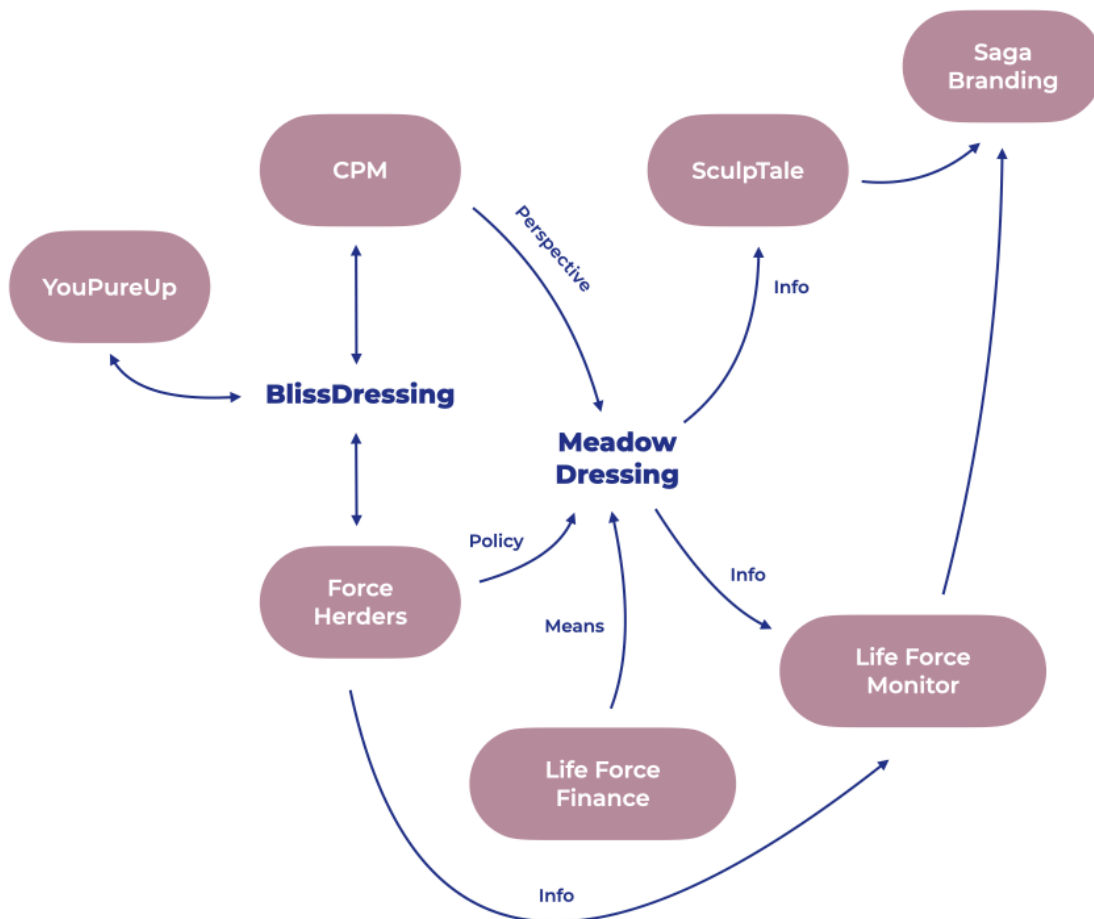 Saga
Branding
CPM
SculpTale
Perspective
YouPureUp
Info
BlissDressing
Meadow
Dressing
Policy
Info
Force
Herders
Means
Life Force
Monitor
Life Force
Finance
Info